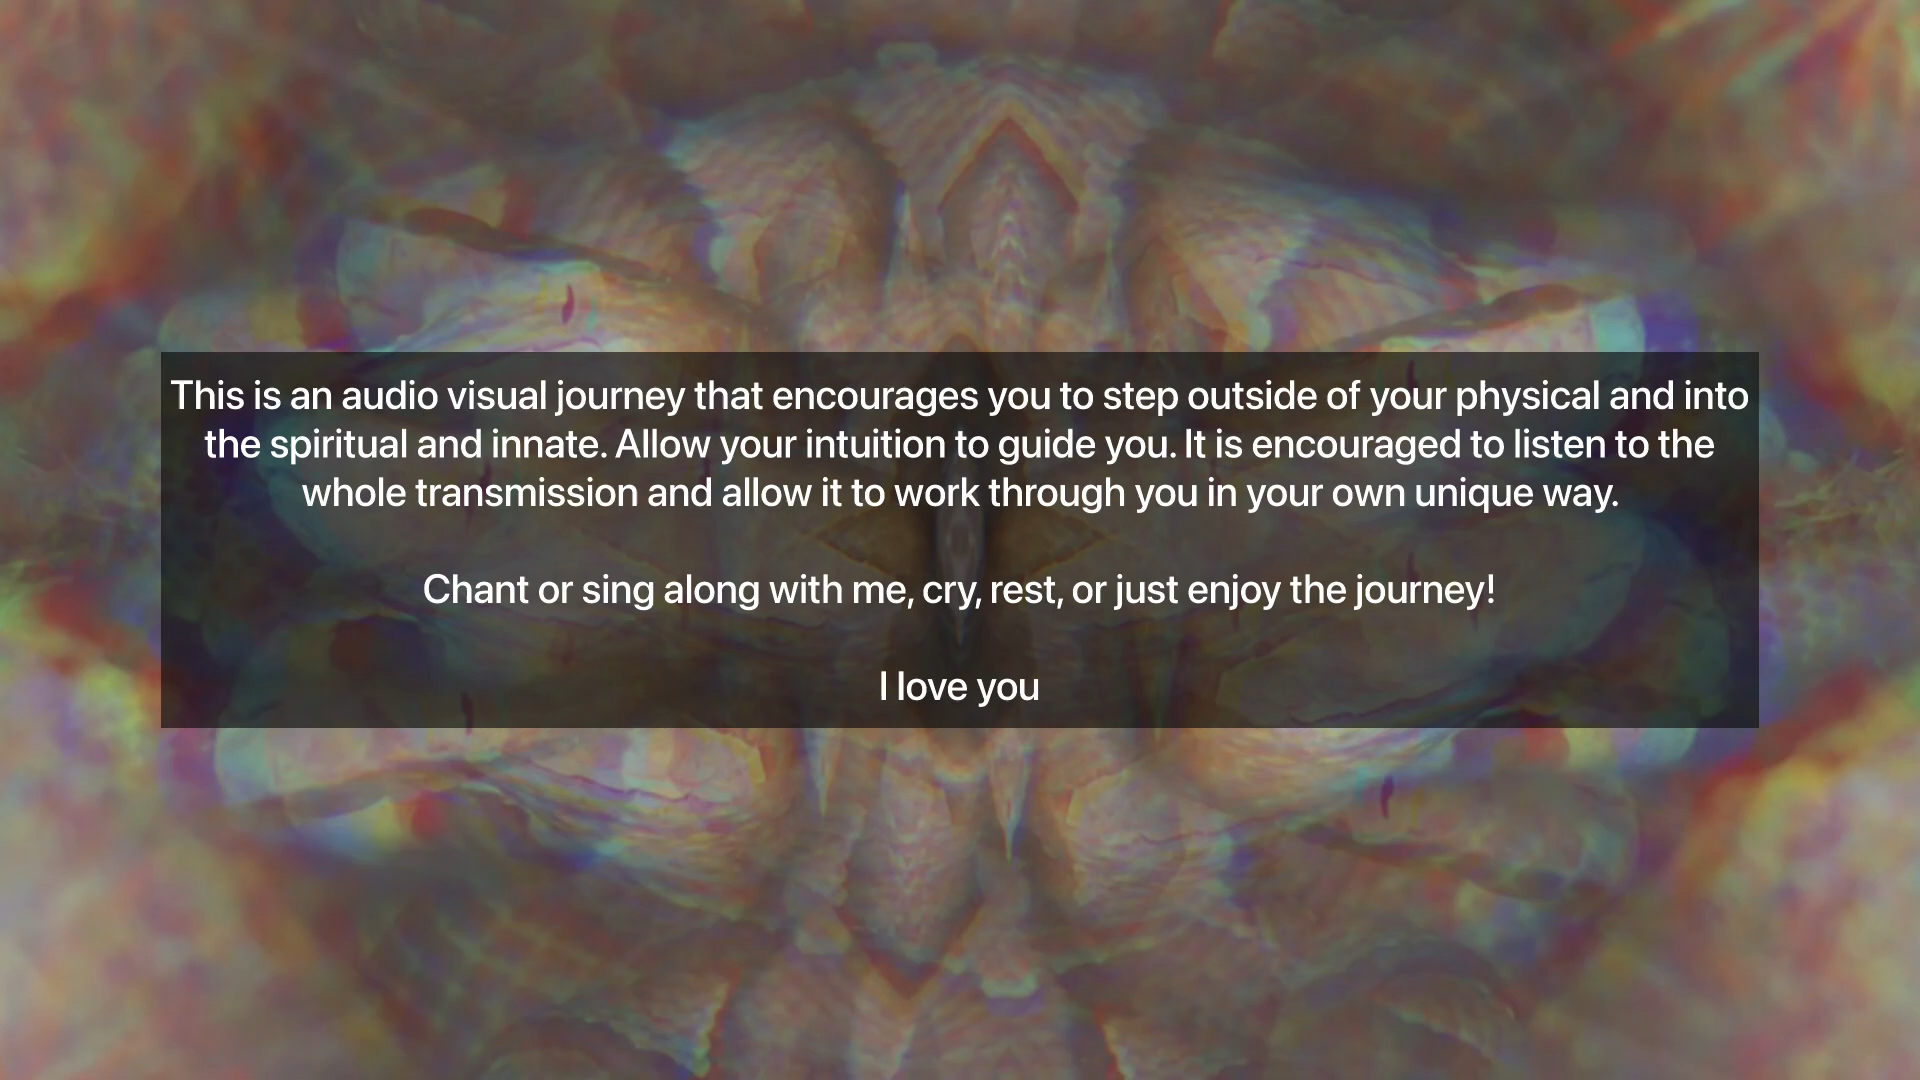 This is an audio visual journey that encourages you to step outside of your physical and into
the spiritual and innate. Allow your intuition to guide you. It is encouraged to listen to the
whole transmission and allow it to work through you in your own unique way.
Chant or sing along with me, cry, rest, or just enjoy the journey!
I love you